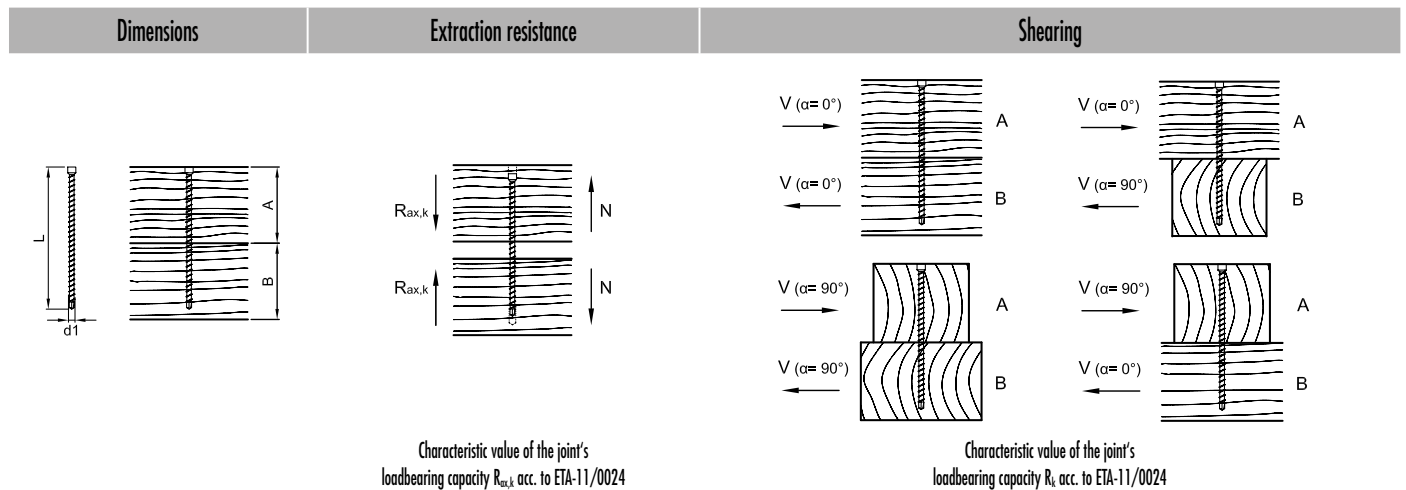 Dimensions
Extraction resistance
Shearing
L
d1
A
B
Rax,k
N
Rax,k
N
V (α= 0°)
A
V (α= 0°)
B
V (α= 0°)
A
V (α= 90°)
B
V (α= 90°)
A
V (α= 90°)
B
V (α= 90°)
A
V (α= 0°)
B
Characteristic value of the joint's
loadbearing capacity Rax,k acc. to ETA-11/0024
Characteristic value of the joint's
loadbearing capacity Rk acc. to ETA-11/0024